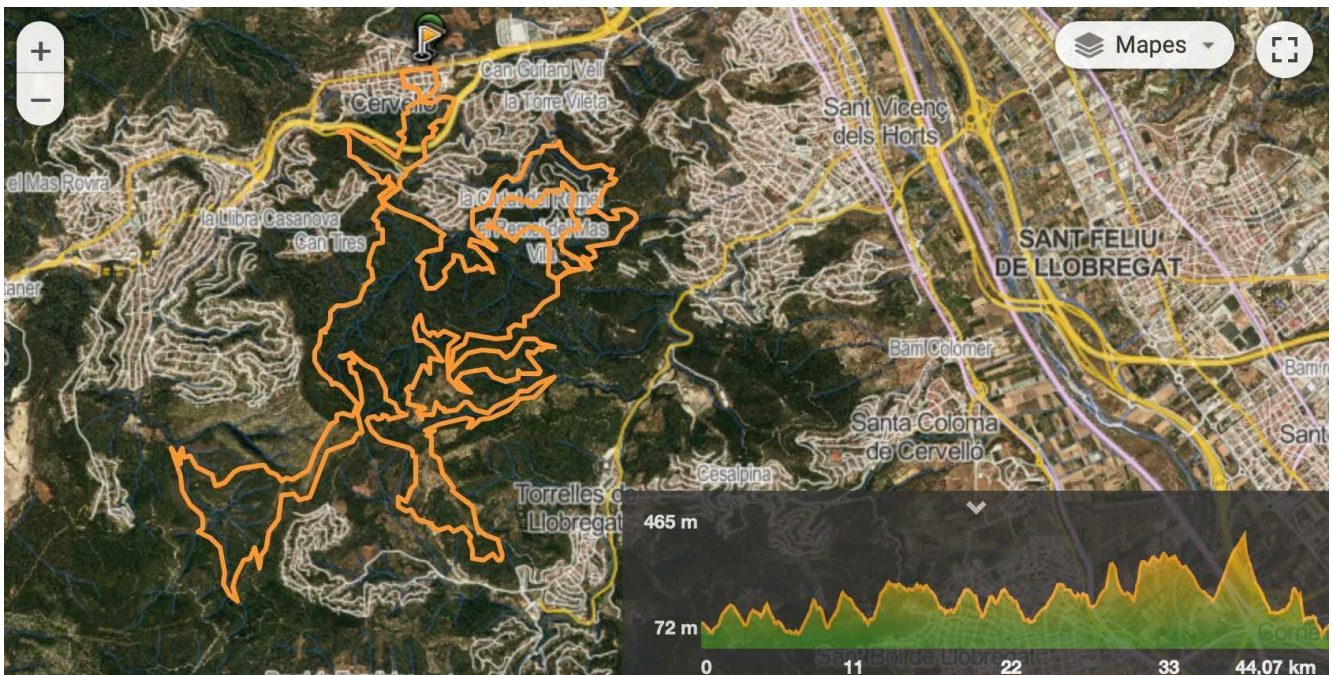 +
−
Mapes
Can Guitard Vell
Cervelló
la Torre Vileta
Sant Vicenç
dels Horts
el Mas Rovira
la Llibra Casanova
Can Tires
SANT FELIU
DE LLOBREGAT
Barri Colomer
Santa Coloma
de Cervelló
Cesalpina
Torrelles d
Llobregat
465 m
72 m
Sant Boi de Llobregat
0
11
22
33
44,07 km